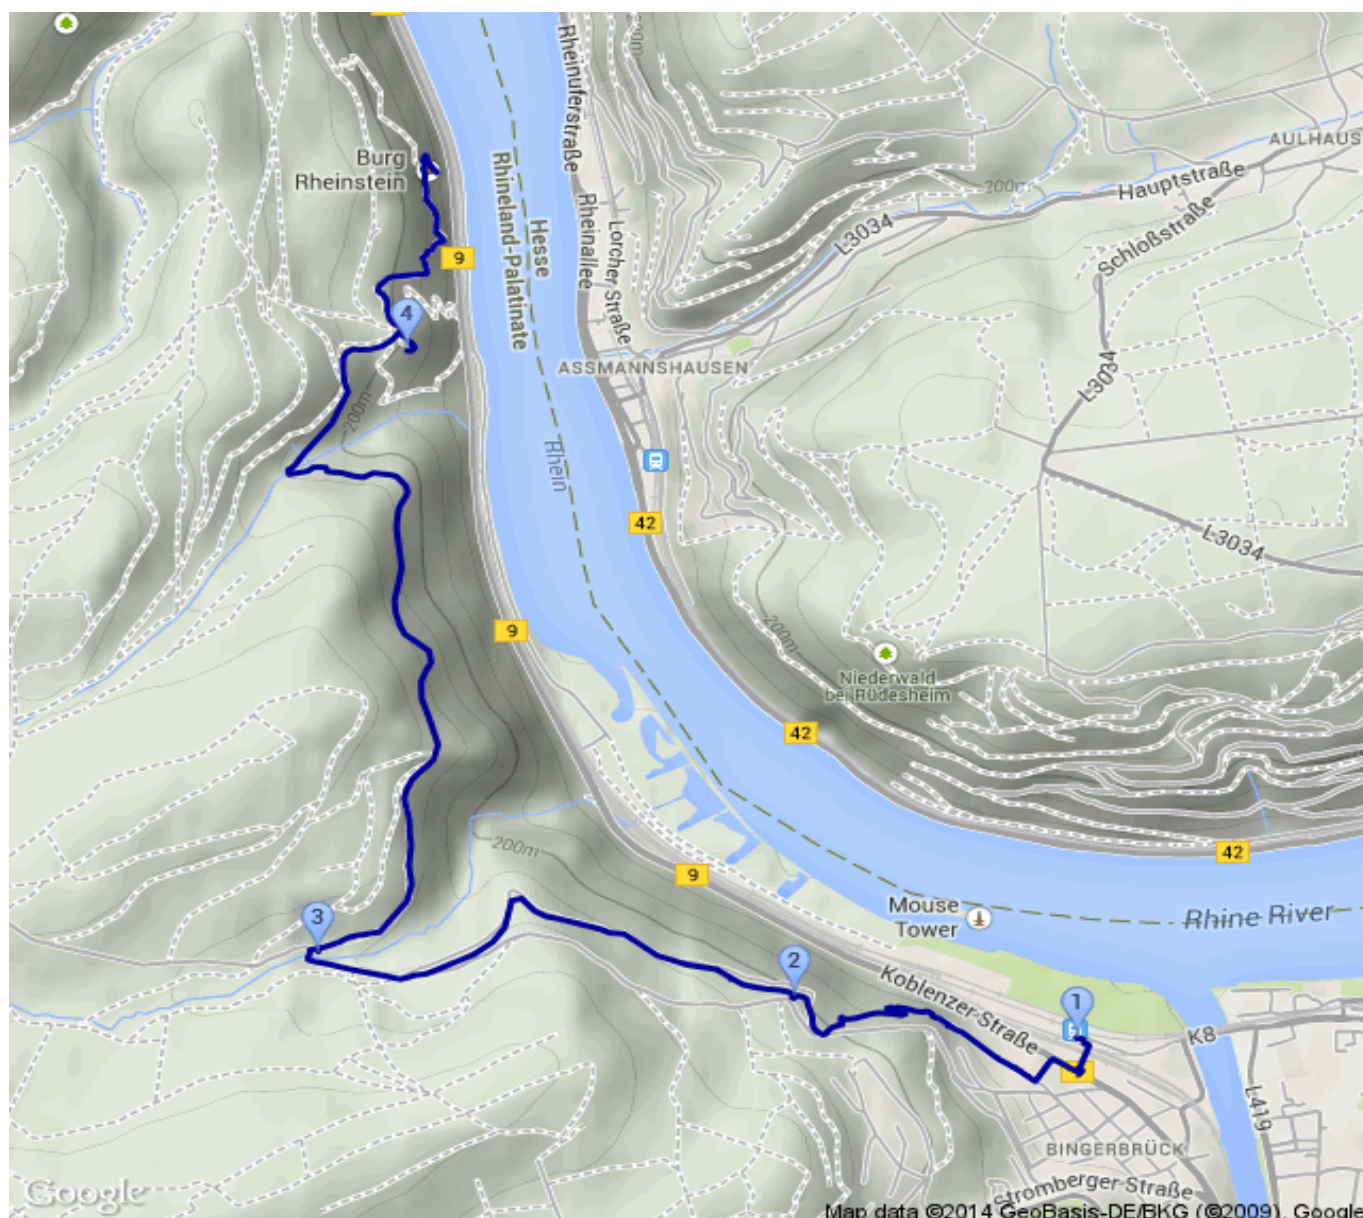 200m
Rheinuferstraße
AULHAUS
Burg
Rheinstein
200m
Hauptstraße
Schloßstraße
L3034
Hesse
Rhineland-Palatinate
Rheinallee
Lorcher Straße
9
4
ASSMANNSHAUSEN
L3034
200m
Rhein
42
L3034
9
200m
Niederwald
bei Rüdesheim
42
200m
42
9
Mouse
Tower
Rhine River
3
2
Koblenzer-Straße
1
K8
L419
BINGERBRÜCK
Stromberger-Straße
Google
Map data ©2014 GeoBasis-DE/BKG (©2009), Google